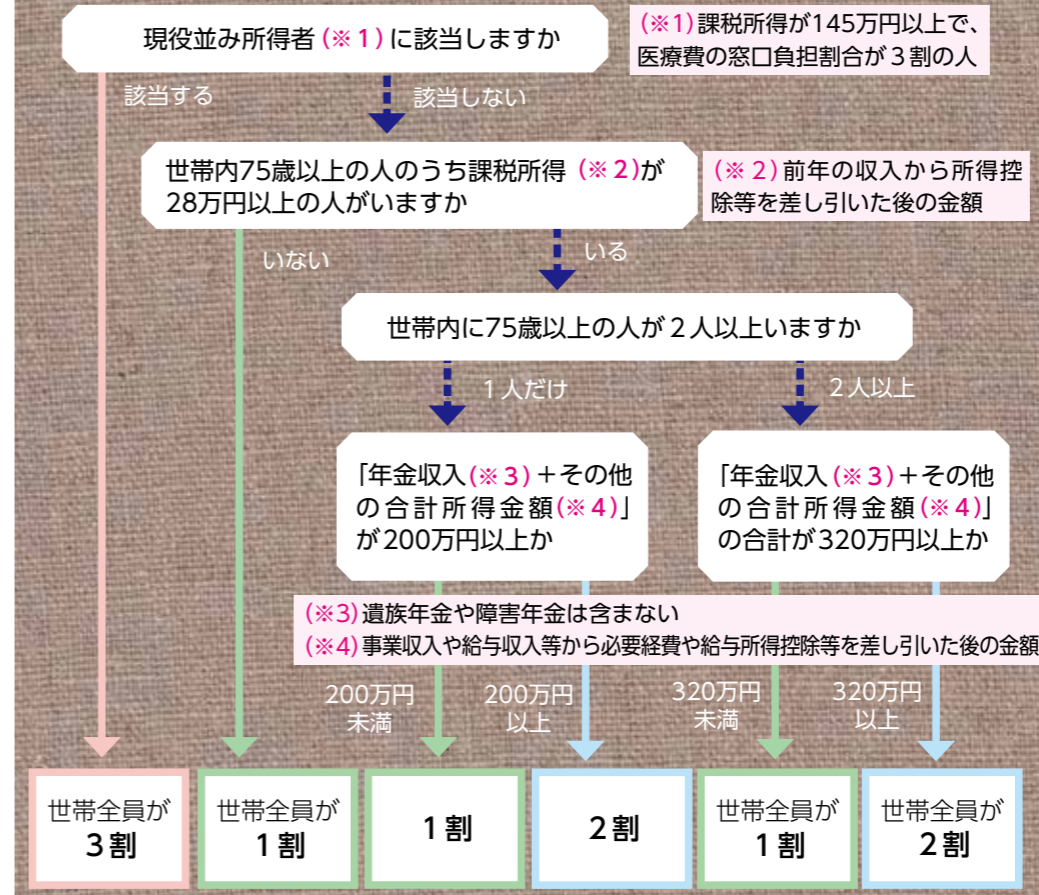 現役並み所得者(※1)に該当しますか
(※1)課税所得が145万円以上で、
医療費の窓口負担割合が3割の人
該当する
該当しない
世帯内75歳以上の人のうち課税所得(※2)が
28万円以上の人がいますか
(※2)前年の収入から所得控
除等を差し引いた後の金額
いない
いる
世帯内に75歳以上の人が2人以上いますか
1人だけ
2人以上
「年金収入(※3)+その他
の合計所得金額(※4)」
が200万円以上か
「年金収入(※3)+その他
の合計所得金額(※4)」
の合計が320万円以上か
(※3)遺族年金や障害年金は含まない
(※4)事業収入や給与収入等から必要経費や給与所得控除等を差し引いた後の金額
200万円
未満
200万円
以上
320万円
未満
320万円
以上
世帯全員が
3割
世帯全員が
1割
1割
2割
世帯全員が
1割
世帯全員が
2割